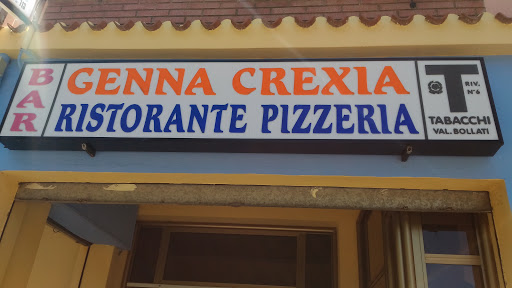 BAR
GENNA CREXIA
RISTORANTE PIZZERIA
T
RIV.
N°6
TABACCHI
VAL. BOLLATI